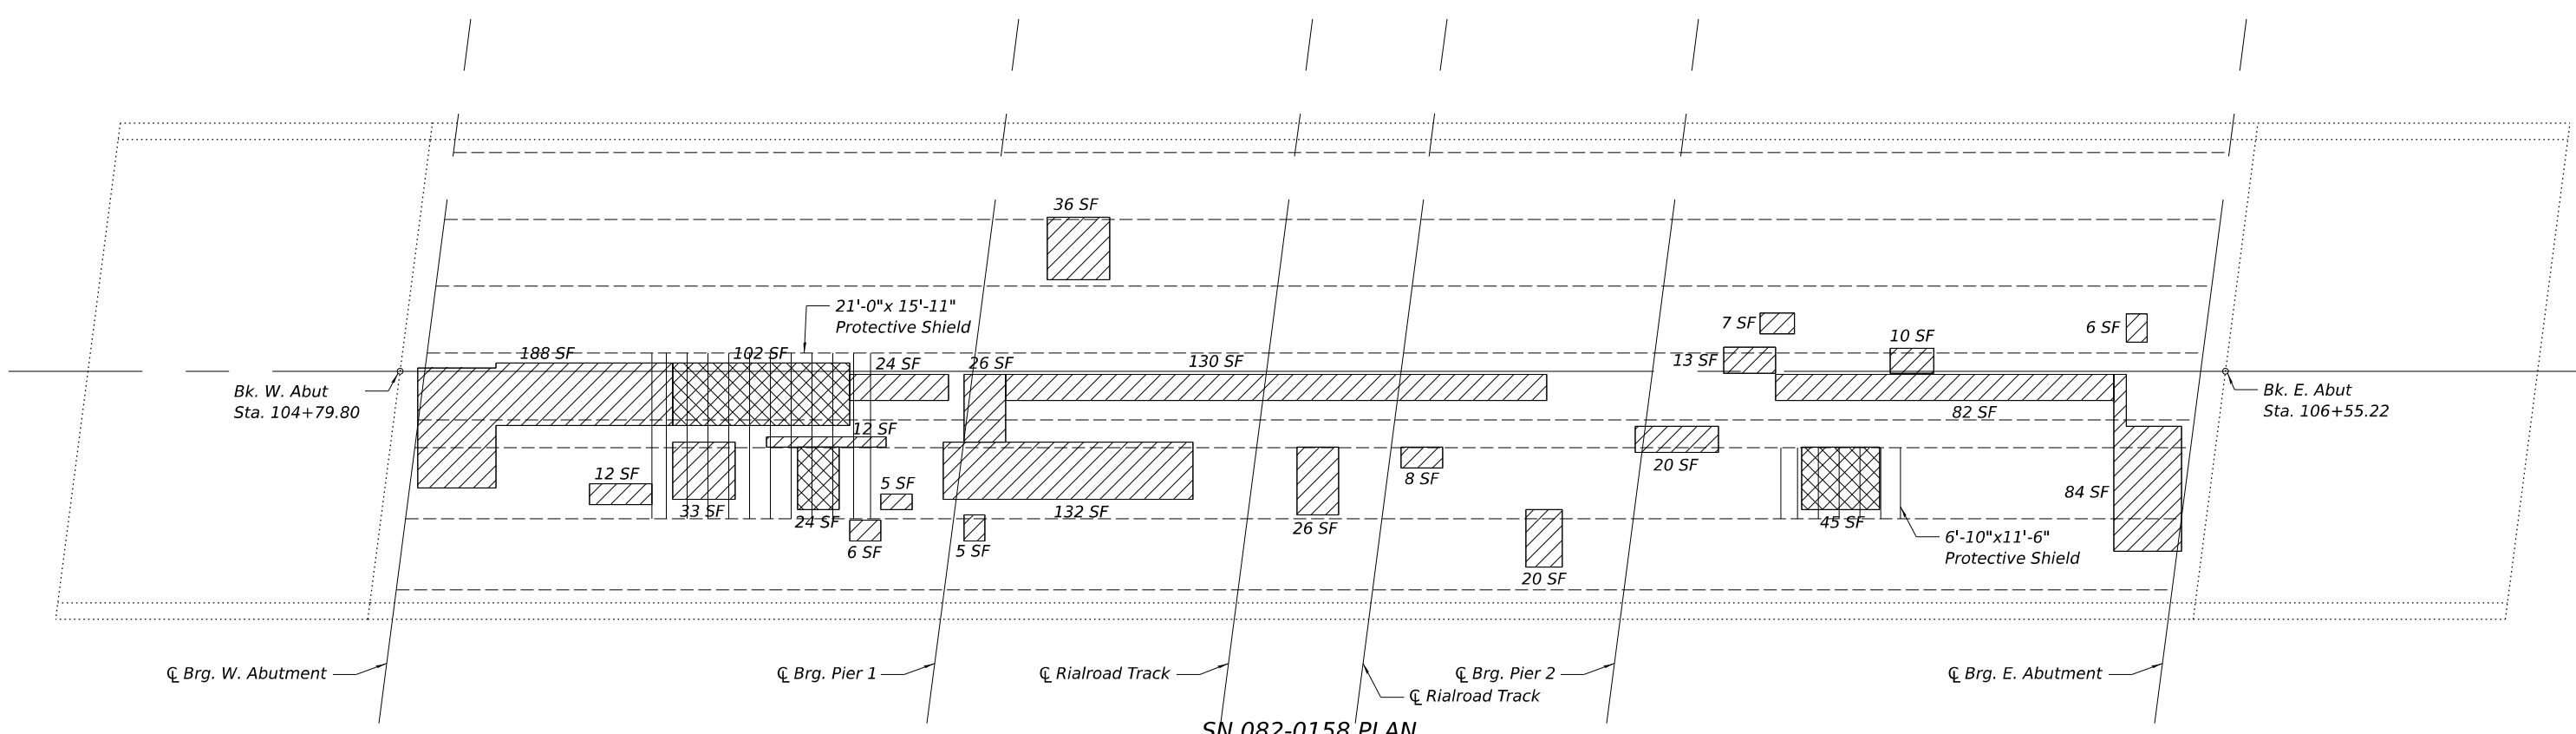 36 SF
21'-0"x 15'-11"
Protective Shield
188 SF
102 SF
24 SF
26 SF
130 SF
7 SF
13 SF
10 SF
6 SF
Bk. W. Abut
Sta. 104+79.80
Bk. E. Abut
Sta. 106+55.22
82 SF
12 SF
12 SF
5 SF
33 SF
24 SF
6 SF
5 SF
132 SF
26 SF
8 SF
20 SF
20 SF
45 SF
84 SF
6'-10"x11'-6"
Protective Shield
℄ Brg. W. Abutment
℄ Brg. Pier 1
℄ Rialroad Track
℄ Rialroad Track
℄ Brg. Pier 2
℄ Brg. E. Abutment
SN 082-0158 PLAN